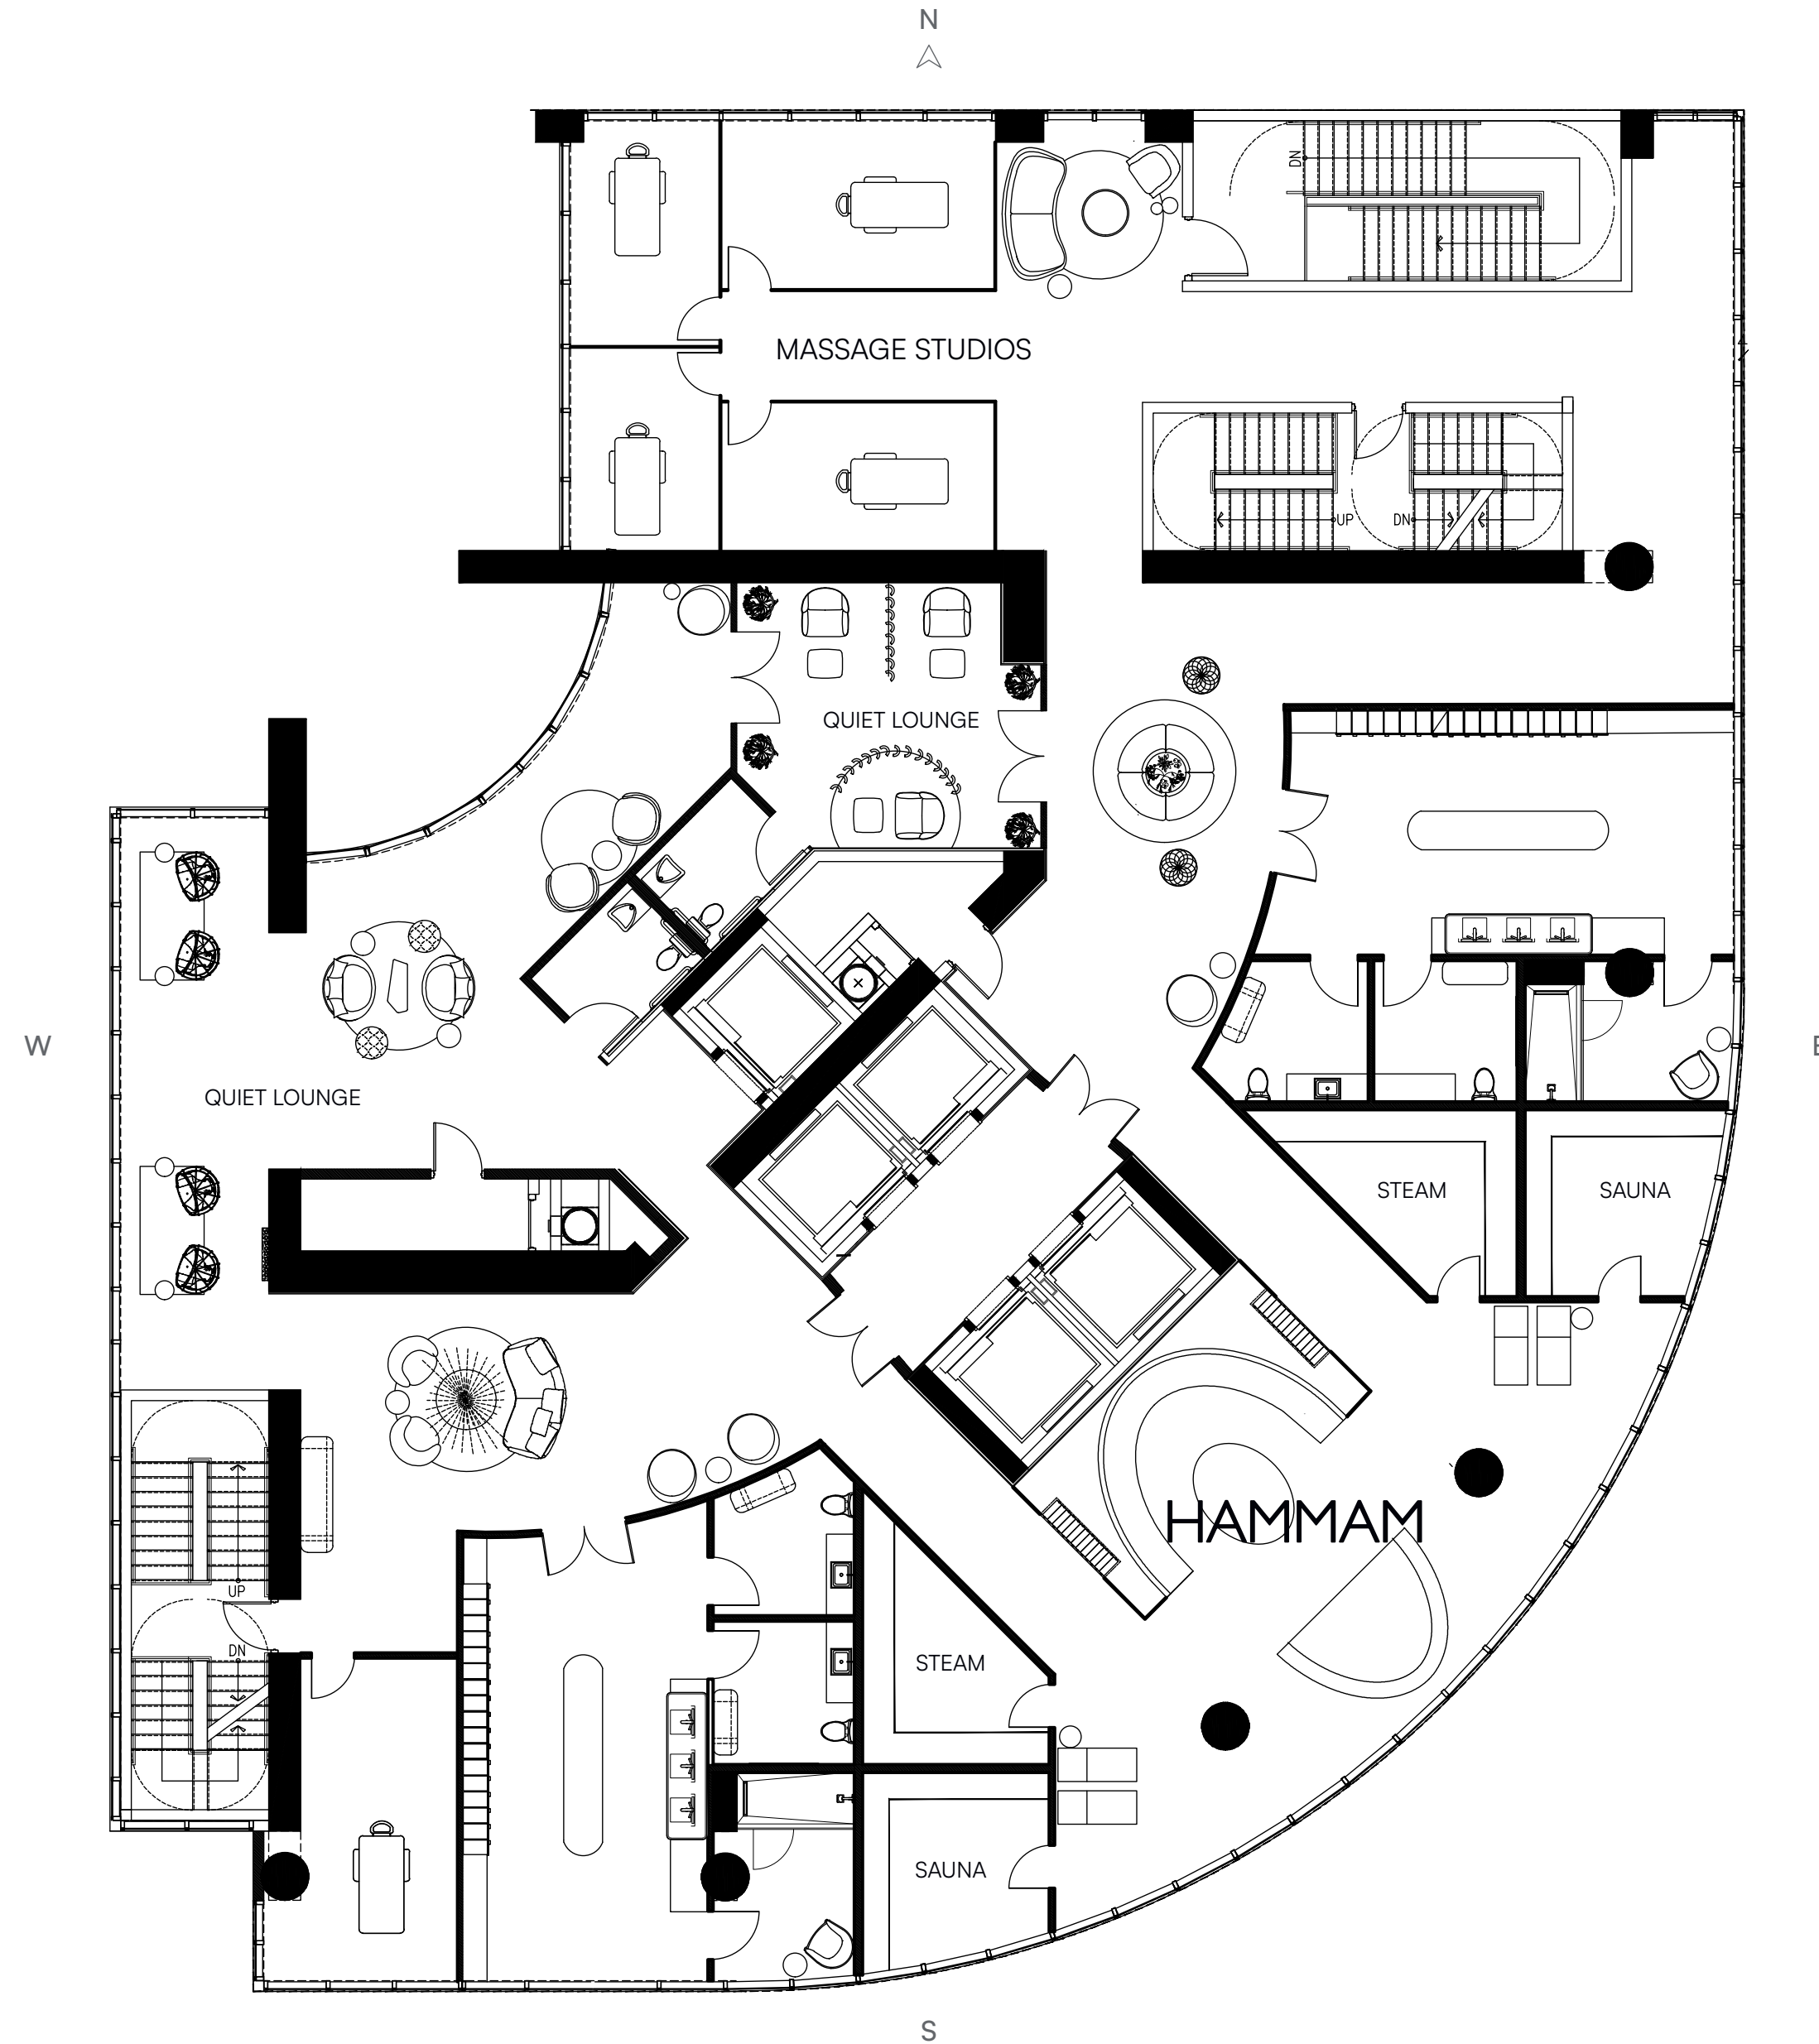 N
DN
MASSAGE STUDIOS
UP
DN
QUIET LOUNGE
W
E
QUIET LOUNGE
STEAM
SAUNA
HAMMAM
UP
DN
STEAM
SAUNA
S